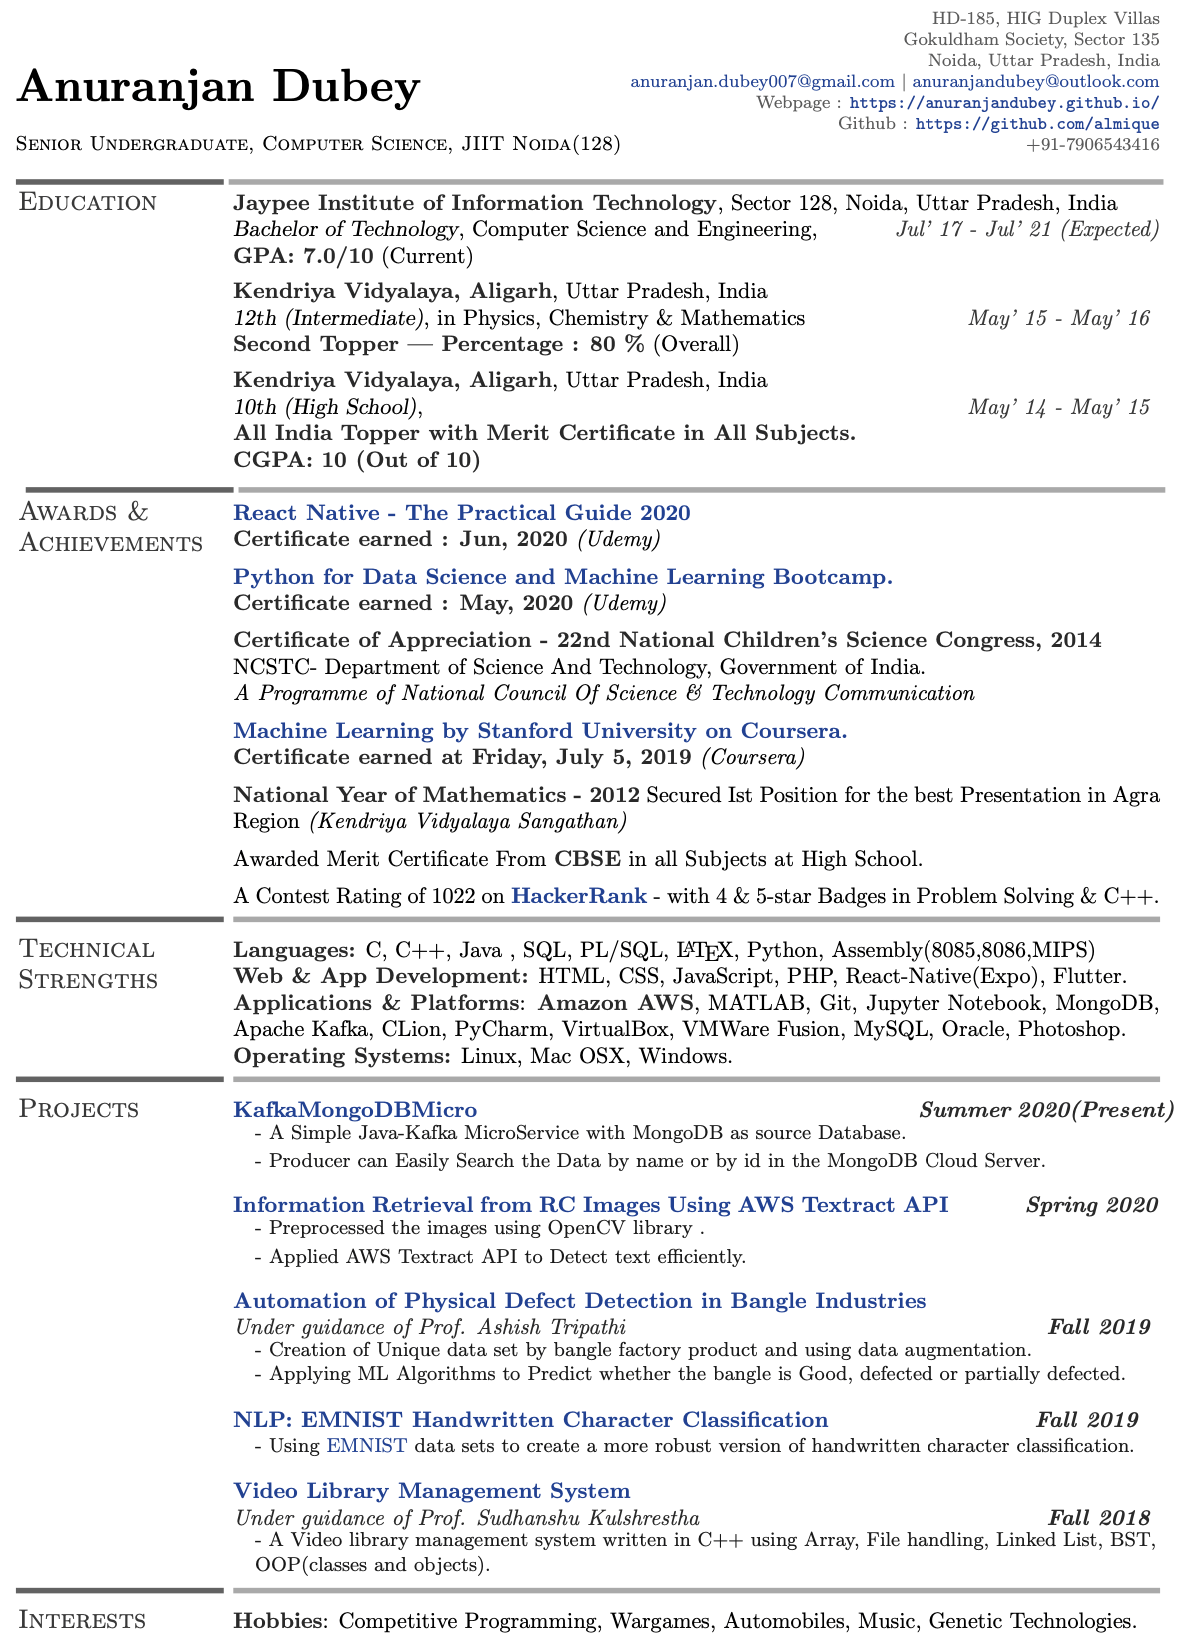 HD-185, HIG Duplex Villas
Gokuldham Society, Sector 135
Noida, Uttar Pradesh, India
Anuranjan Dubey
anuranjan.dubey007@gmail.com | anuranjandubey@outlook.com
Webpage : https://anuranjandubey.github.io/
Github : https://github.com/almique
Senior Undergraduate, Computer Science, JIIT Noida(128)
+91-7906543416
Education
Jaypee Institute of Information Technology, Sector 128, Noida, Uttar Pradesh, India
Bachelor of Technology, Computer Science and Engineering, Jul' 17 - Jul' 21 (Expected)
GPA: 7.0/10 (Current)
Kendriya Vidyalaya, Aligarh, Uttar Pradesh, India
12th (Intermediate), in Physics, Chemistry & Mathematics May' 15 - May' 16
Second Topper — Percentage : 80 % (Overall)
Kendriya Vidyalaya, Aligarh, Uttar Pradesh, India
10th (High School), May' 14 - May' 15
All India Topper with Merit Certificate in All Subjects.
CGPA: 10 (Out of 10)
Awards &
Achievements
React Native - The Practical Guide 2020
Certificate earned : Jun, 2020 (Udemy)
Python for Data Science and Machine Learning Bootcamp.
Certificate earned : May, 2020 (Udemy)
Certificate of Appreciation - 22nd National Children's Science Congress, 2014
NCSTC- Department of Science And Technology, Government of India.
A Programme of National Council Of Science & Technology Communication
Machine Learning by Stanford University on Coursera.
Certificate earned at Friday, July 5, 2019 (Coursera)
National Year of Mathematics - 2012 Secured Ist Position for the best Presentation in Agra
Region (Kendriya Vidyalaya Sangathan)
Awarded Merit Certificate From CBSE in all Subjects at High School.
A Contest Rating of 1022 on HackerRank - with 4 & 5-star Badges in Problem Solving & C++.
Technical
Strengths
Languages: C, C++, Java , SQL, PL/SQL, LATEX, Python, Assembly(8085,8086,MIPS)
Web & App Development: HTML, CSS, JavaScript, PHP, React-Native(Expo), Flutter.
Applications & Platforms: Amazon AWS, MATLAB, Git, Jupyter Notebook, MongoDB,
Apache Kafka, CLion, PyCharm, VirtualBox, VMWare Fusion, MySQL, Oracle, Photoshop.
Operating Systems: Linux, Mac OSX, Windows.
Projects
KafkaMongoDBMicro Summer 2020(Present)
- A Simple Java-Kafka MicroService with MongoDB as source Database.
- Producer can Easily Search the Data by name or by id in the MongoDB Cloud Server.
Information Retrieval from RC Images Using AWS Textract API Spring 2020
- Preprocessed the images using OpenCV library .
- Applied AWS Textract API to Detect text efficiently.
Automation of Physical Defect Detection in Bangle Industries
Under guidance of Prof. Ashish Tripathi Fall 2019
- Creation of Unique data set by bangle factory product and using data augmentation.
- Applying ML Algorithms to Predict whether the bangle is Good, defected or partially defected.
NLP: EMNIST Handwritten Character Classification Fall 2019
- Using EMNIST data sets to create a more robust version of handwritten character classification.
Video Library Management System
Under guidance of Prof. Sudhanshu Kulshrestha Fall 2018
- A Video library management system written in C++ using Array, File handling, Linked List, BST,
OOP(classes and objects).
Interests
Hobbies: Competitive Programming, Wargames, Automobiles, Music, Genetic Technologies.